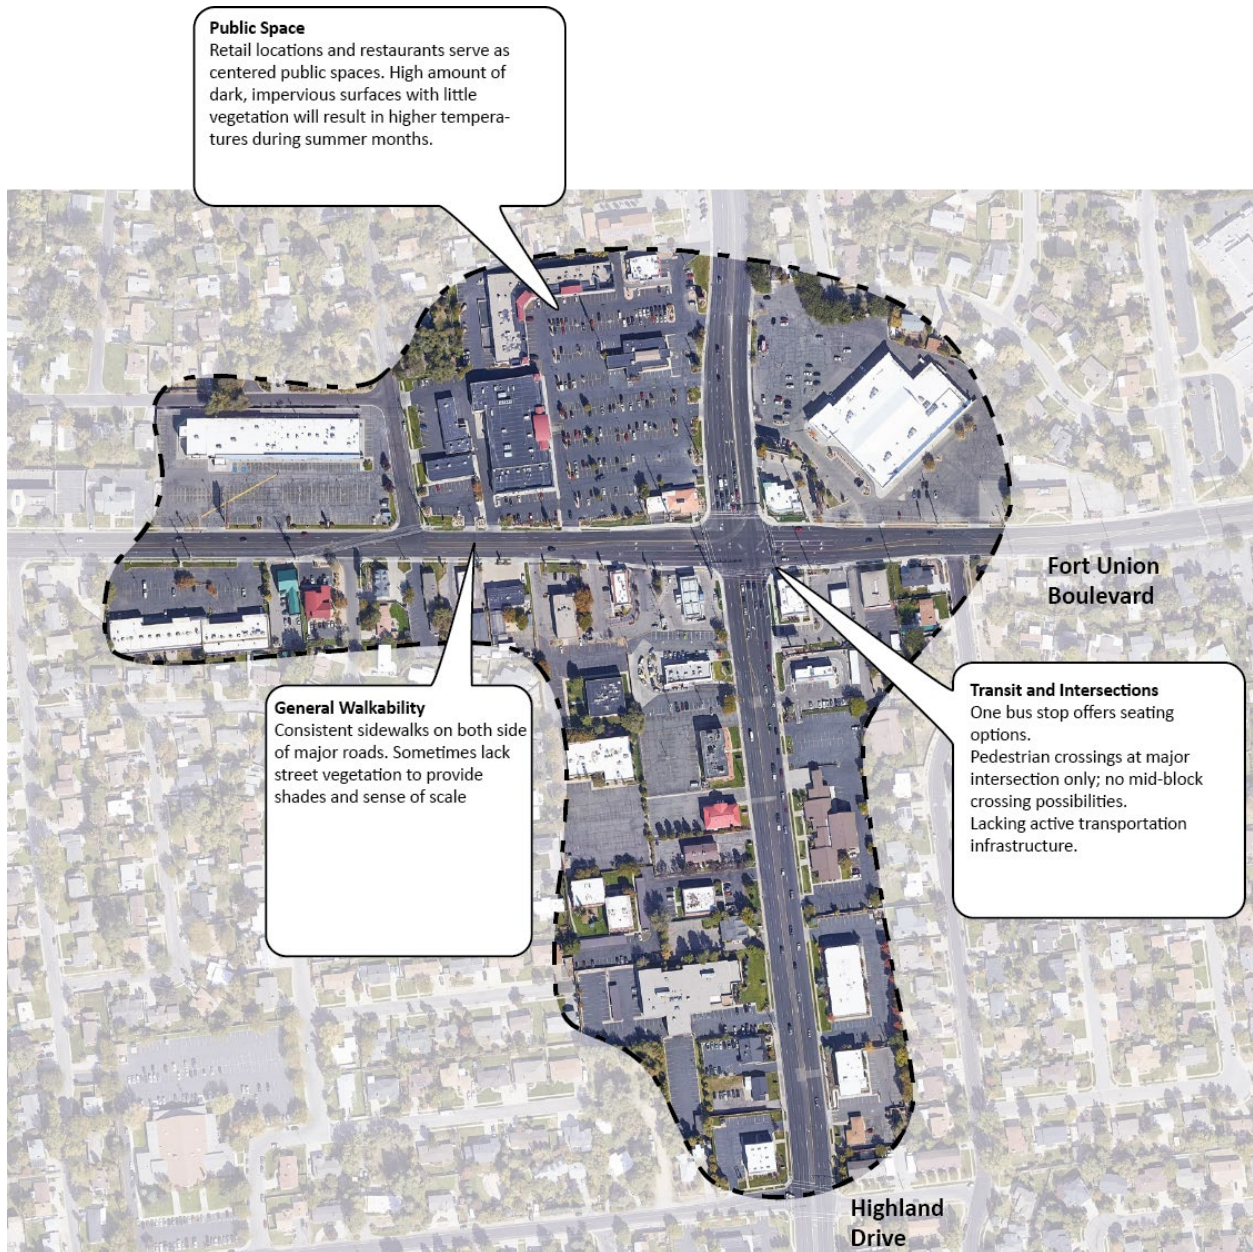 Public Space
Retail locations and restaurants serve as
centered public spaces. High amount of
dark, impervious surfaces with little
vegetation will result in higher tempera-
tures during summer months.
Fort Union
Boulevard
General Walkability
Consistent sidewalks on both side
of major roads. Sometimes lack
street vegetation to provide
shades and sense of scale
Transit and Intersections
One bus stop offers seating
options.
Pedestrian crossings at major
intersection only; no mid-block
crossing possibilities.
Lacking active transportation
infrastructure.
Highland
Drive